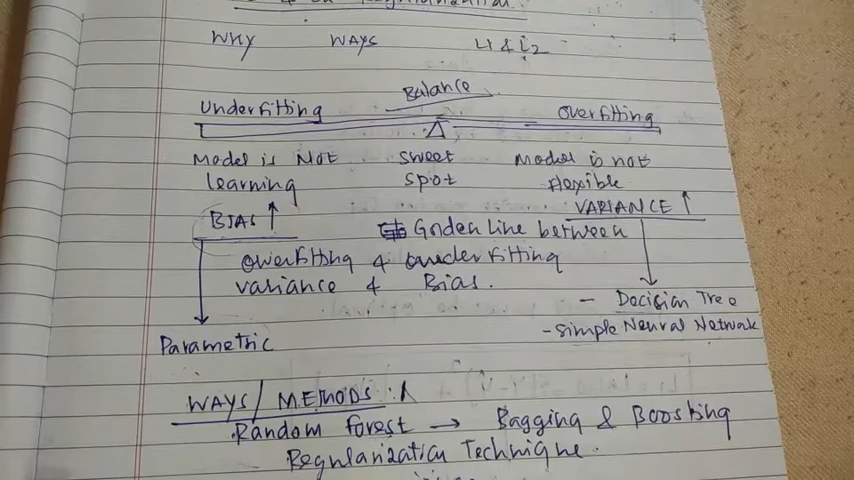 Regularization.
WHY WAYS L1 & L2
Balance
Underfitting Overfitting
Model is Not sweet Model is not
learning spot flexible
BIAS ↑ VARIANCE ↑
Goden Line between
overfitting & underfitting
variance & Bias.
- Decision Tree
- simple Neural Network
Parametric
WAYS / METHODS :
Random Forest → Bagging & Boosting
Regularization Technique.